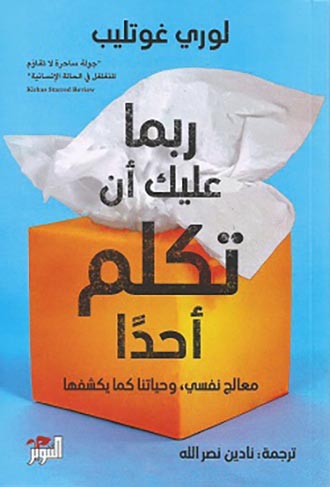 لوري غوتليب
"جولة ساحرة لا تقاوَم
للتغلغل في الحالة الإنسانية"
Kirkus Starred Review
ربما
عليك أن
تكلم
أحدًا
معالج نفسي، وحياتنا كما يكشفها
ترجمة: نادين نصر الله
التنوير